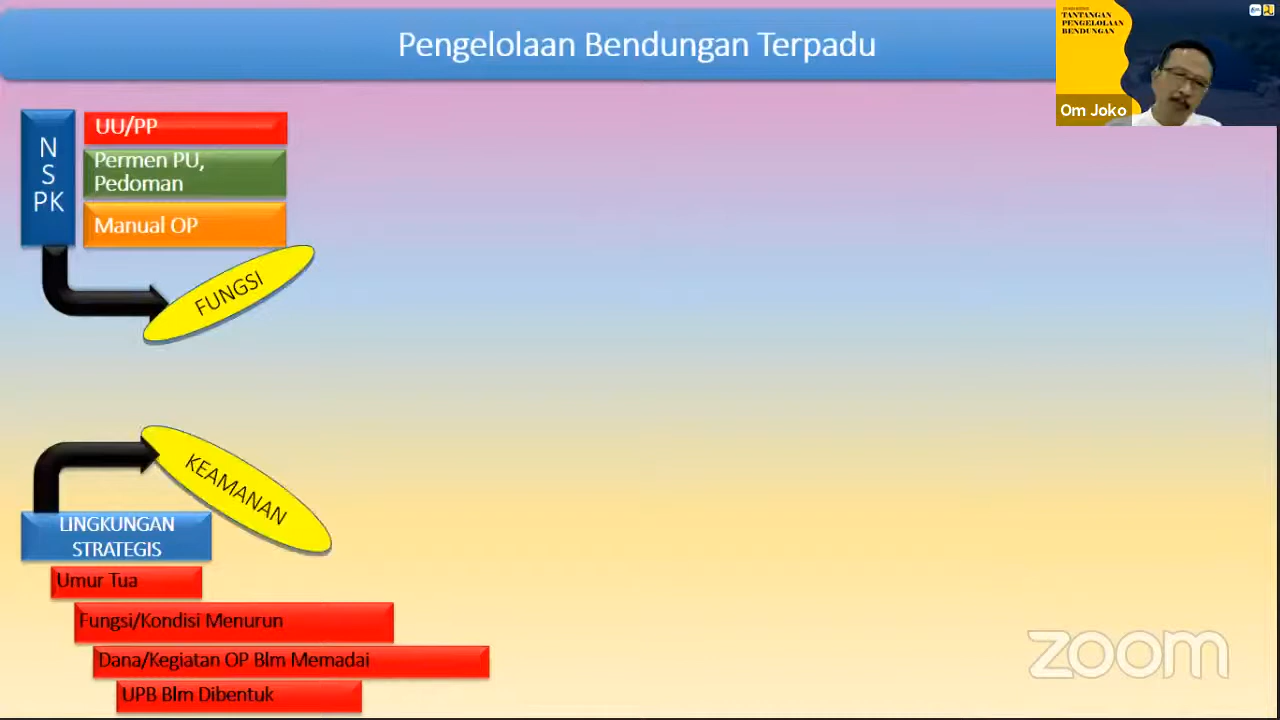 Pengelolaan Bendungan Terpadu
TANTANGAN
PENGELOLAAN
BENDUNGAN
Om Joko
N
S
PK
UU/PP
Permen PU,
Pedoman
Manual OP
FUNGSI
KEAMANAN
LINGKUNGAN
STRATEGIS
Umur Tua
Fungsi/Kondisi Menurun
Dana/Kegiatan OP Blm Memadai
UPB Blm Dibentuk
zoom